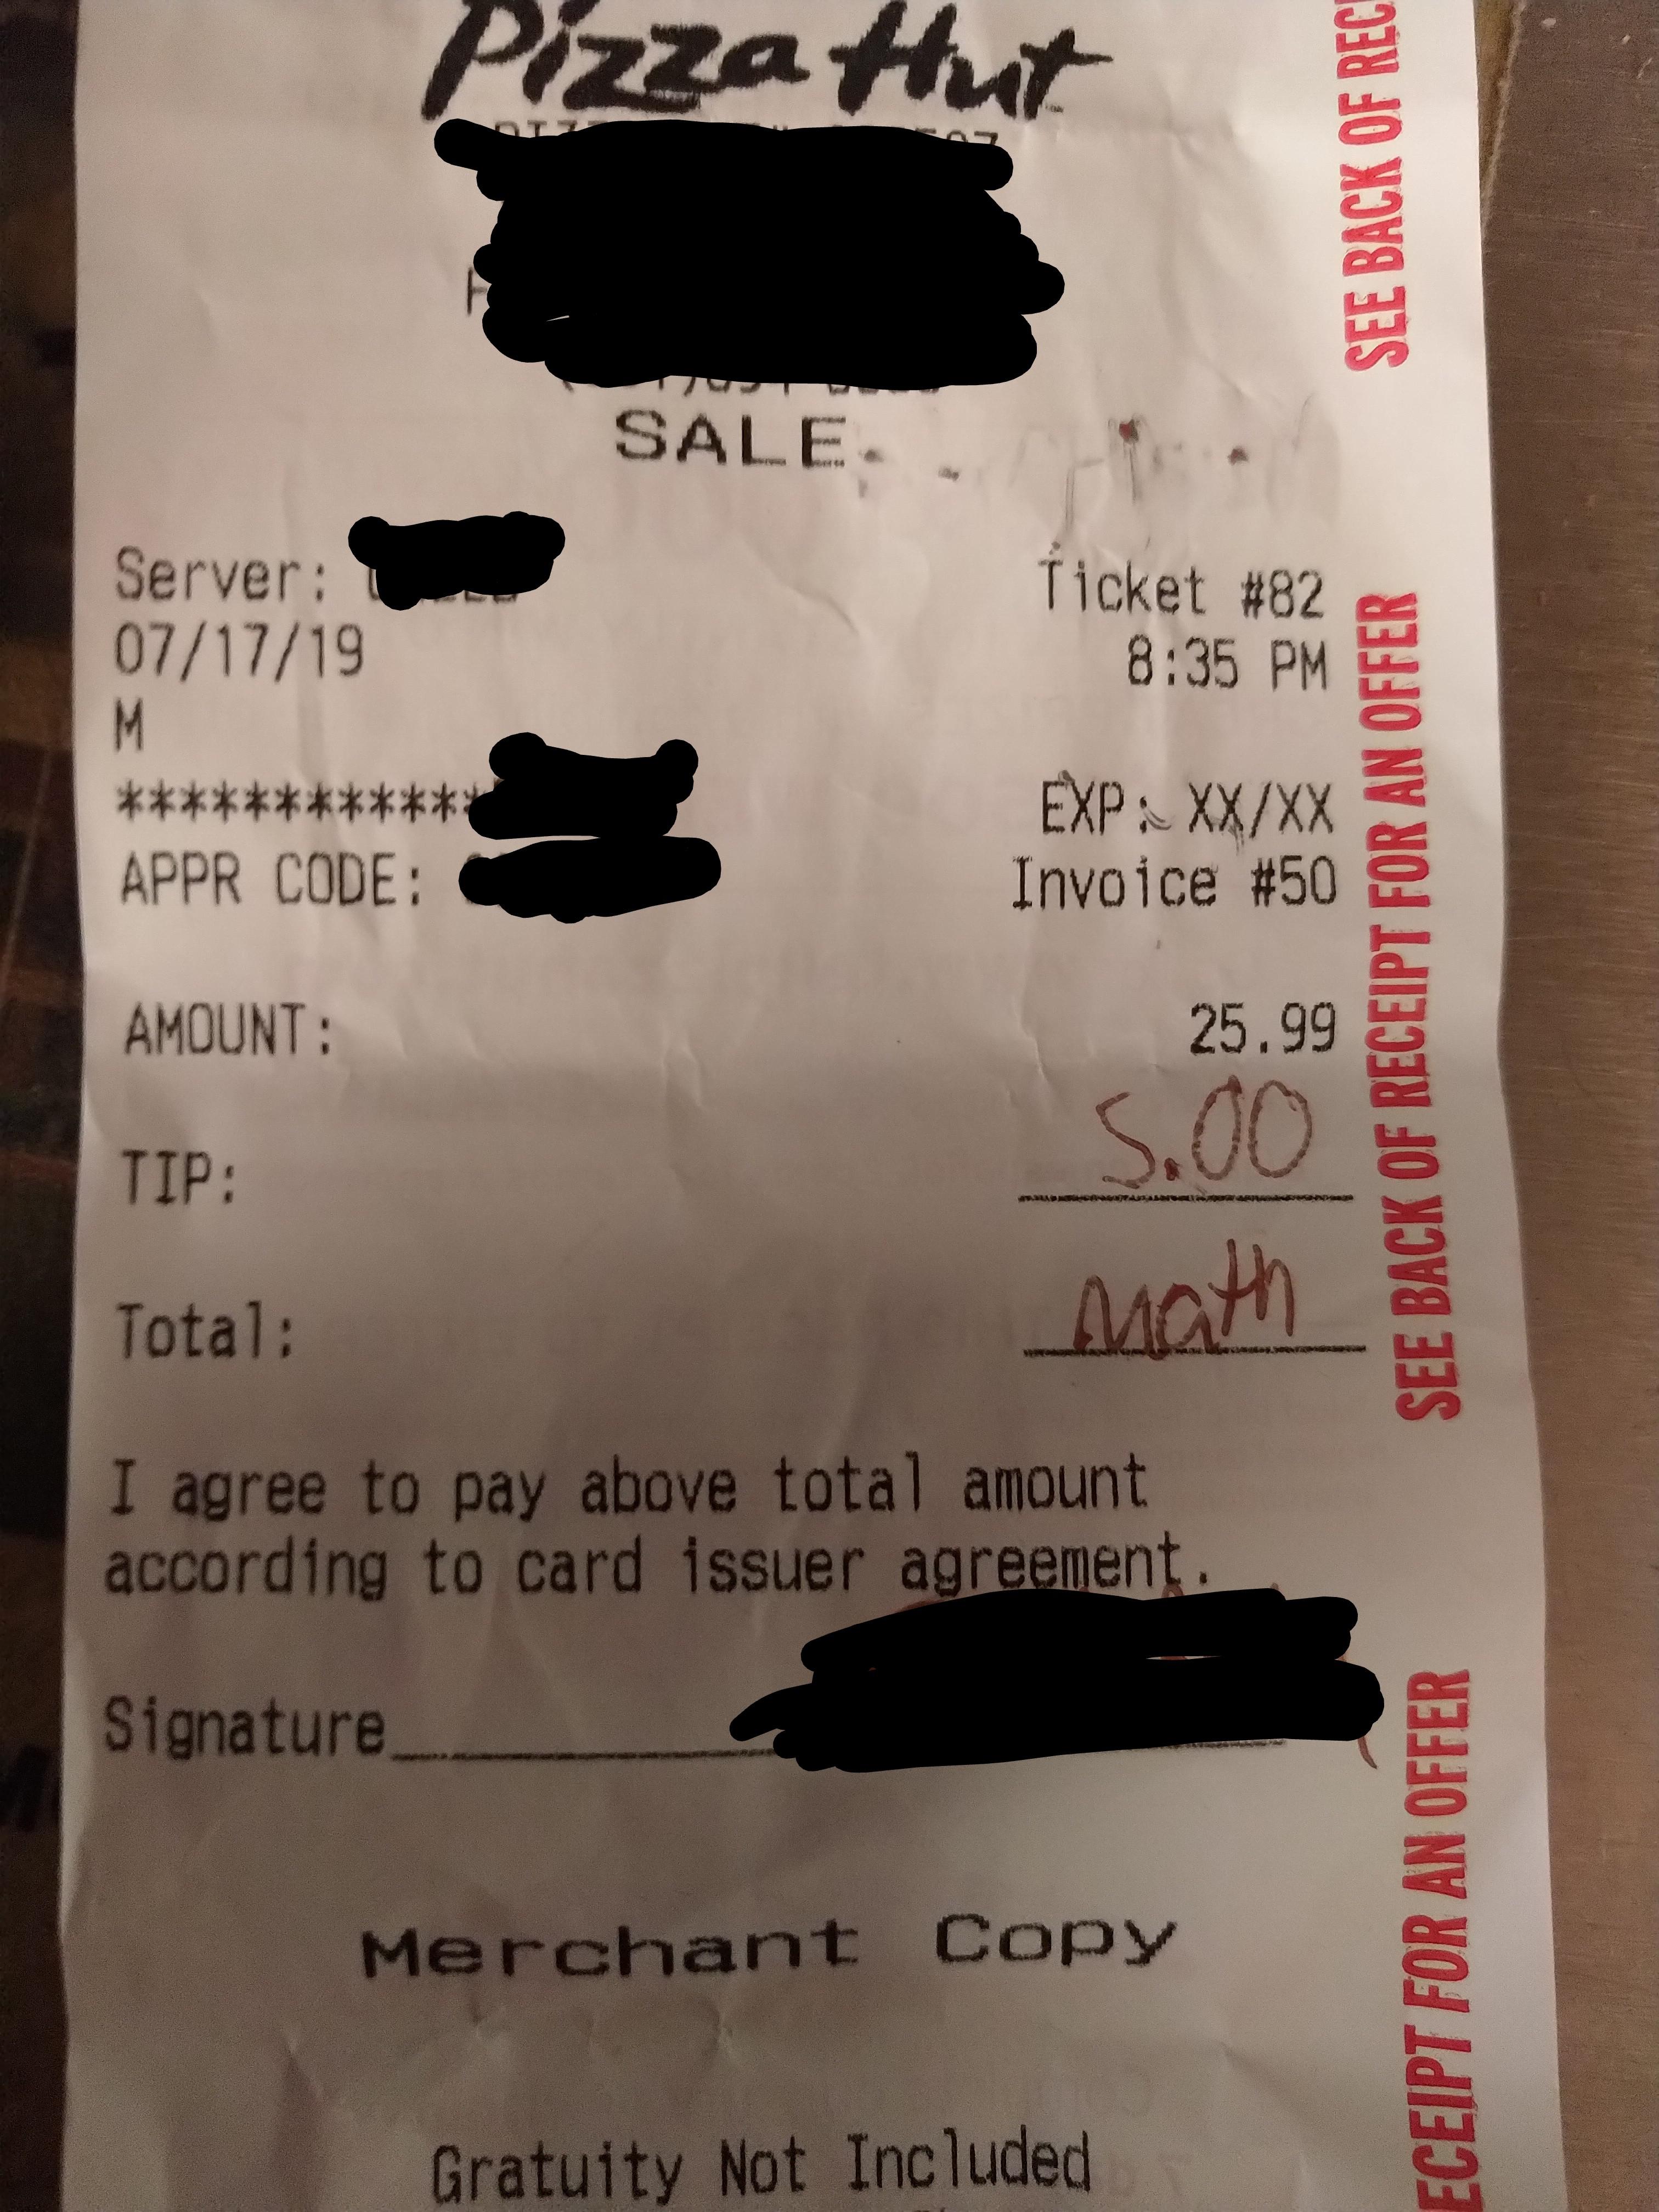 Pizza Hut
SALE
Server:
Ticket #82
07/17/19
8:35 PM
M
************
EXP: XX/XX
APPR CODE:
Invoice #50
AMOUNT:
25.99
TIP:
5.00
Total:
Math
I agree to pay above total amount
according to card issuer agreement.
Signature
Merchant Copy
Gratuity Not Included
SEE BACK OF REC
SEE BACK OF RECEIPT FOR AN OFFER
ECEIPT FOR AN OFFER